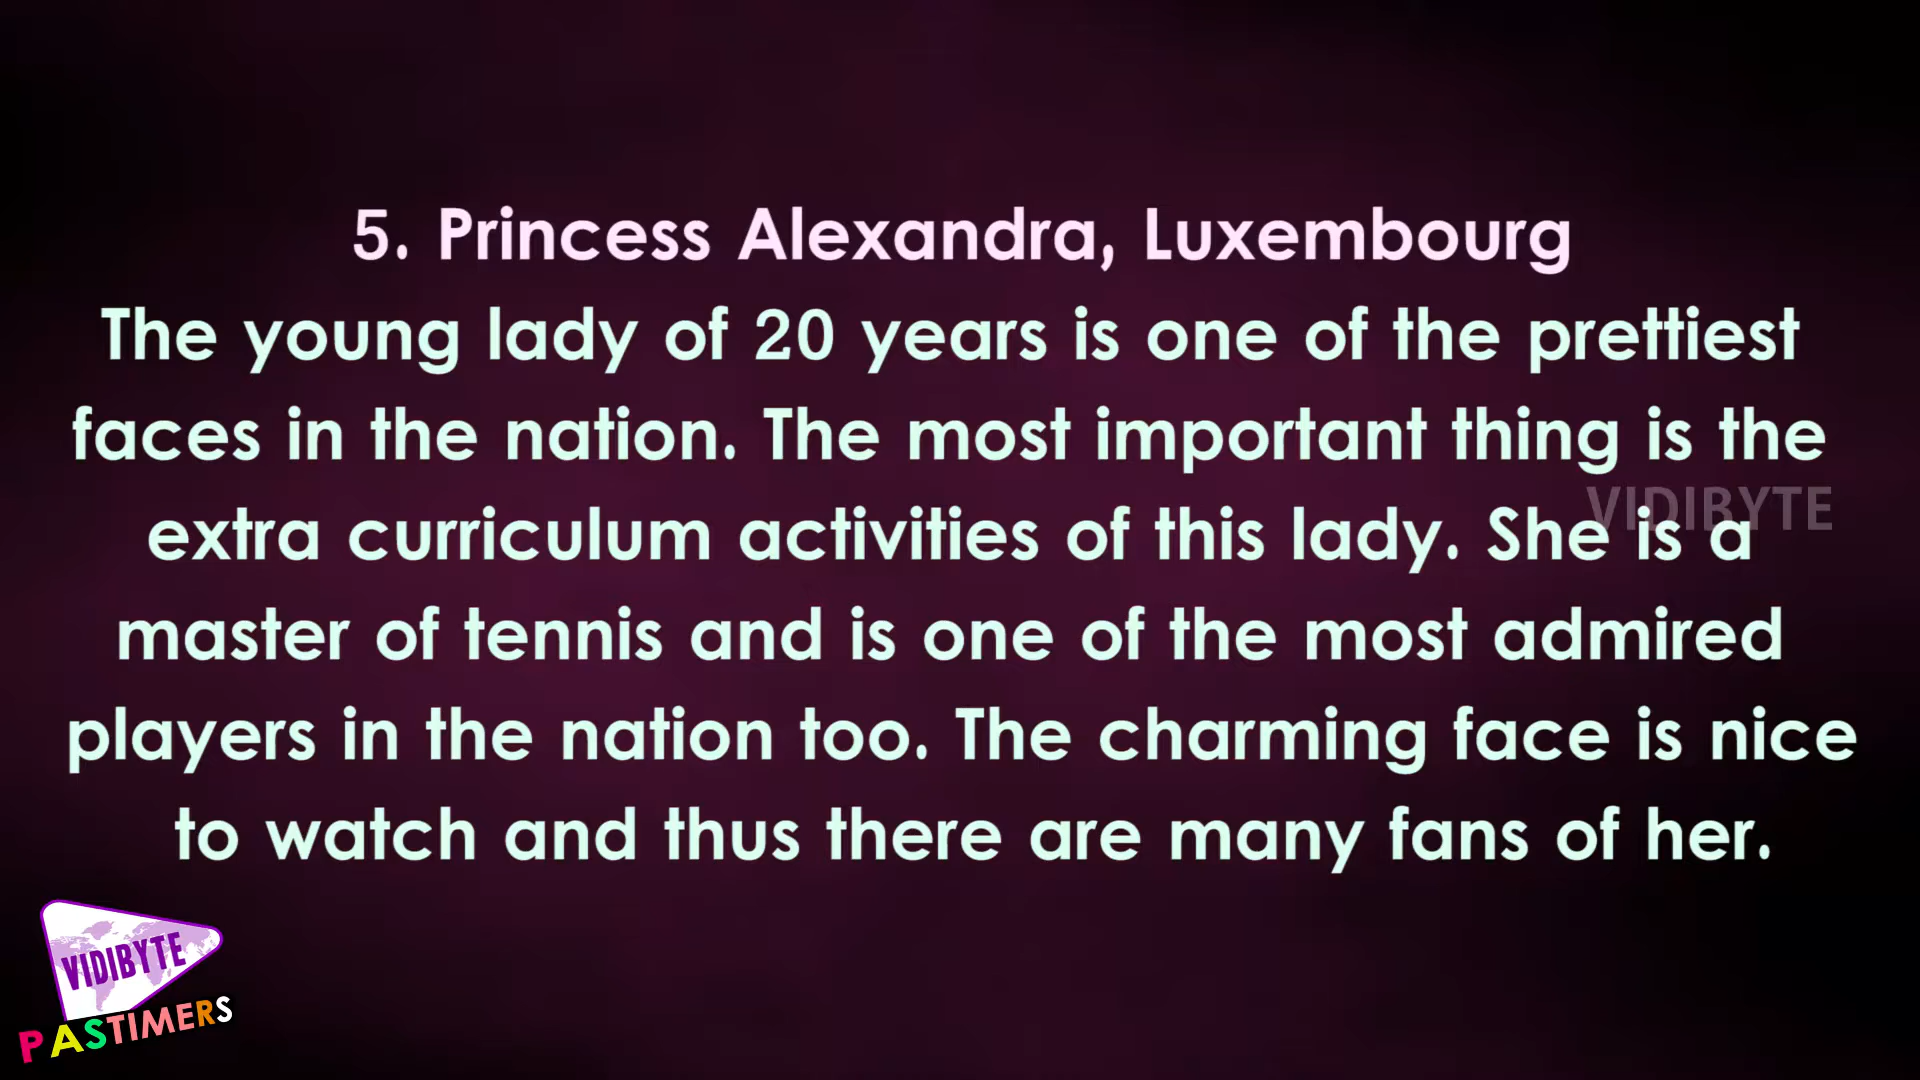 5. Princess Alexandra, Luxembourg
The young lady of 20 years is one of the prettiest
faces in the nation. The most important thing is the
extra curriculum activities of this lady. She is a
master of tennis and is one of the most admired
players in the nation too. The charming face is nice
to watch and thus there are many fans of her.
VIDIBYTE
VIDIBYTE
PASTIMERS